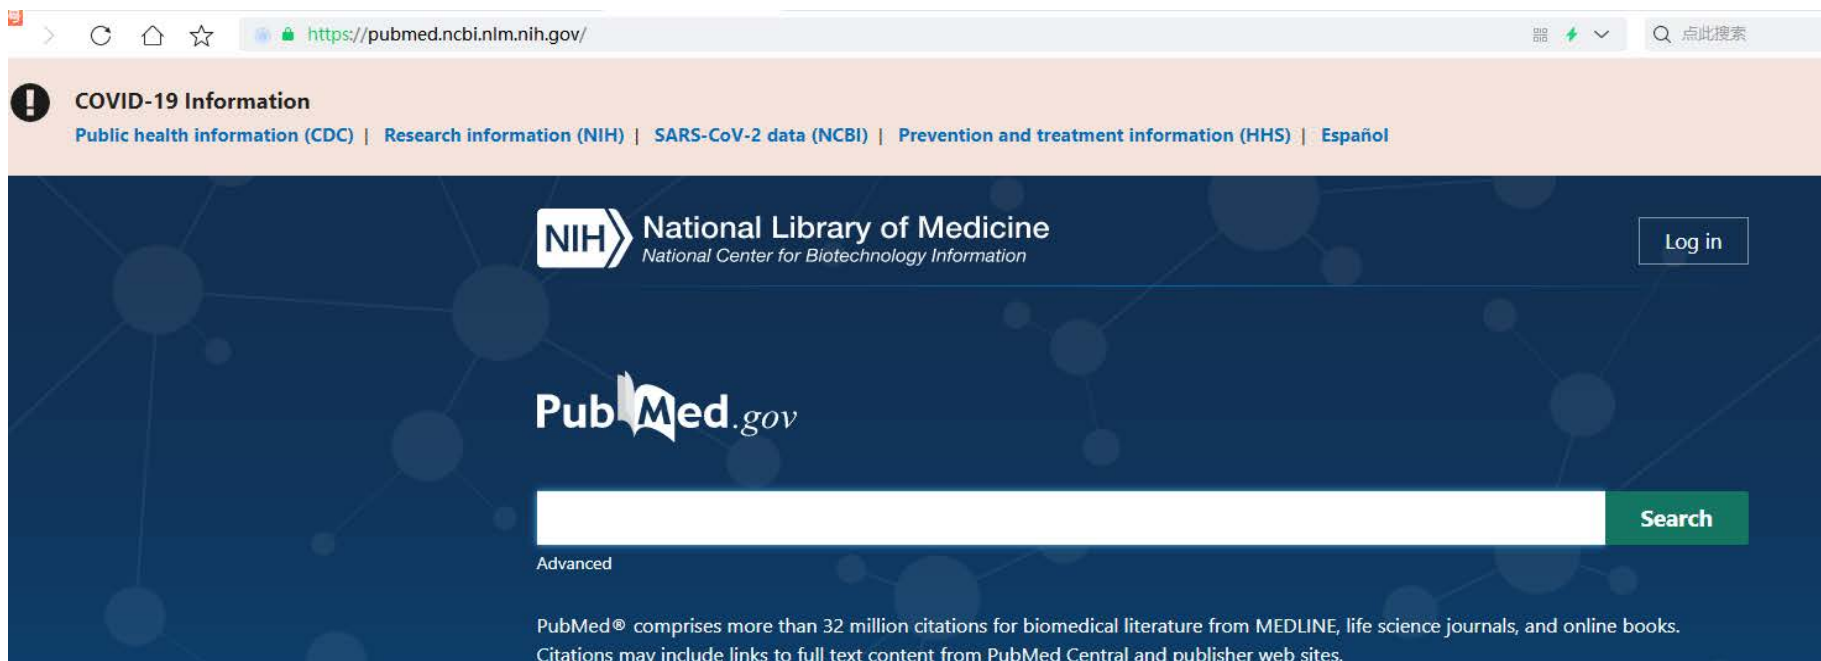 https://pubmed.ncbi.nlm.nih.gov/
点此搜索
COVID-19 Information
Public health information (CDC) | Research information (NIH) | SARS-CoV-2 data (NCBI) | Prevention and treatment information (HHS) | Español
NIH National Library of Medicine
National Center for Biotechnology Information
Log in
PubMed.gov
Search
Advanced
PubMed® comprises more than 32 million citations for biomedical literature from MEDLINE, life science journals, and online books.
Citations may include links to full text content from PubMed Central and publisher web sites.